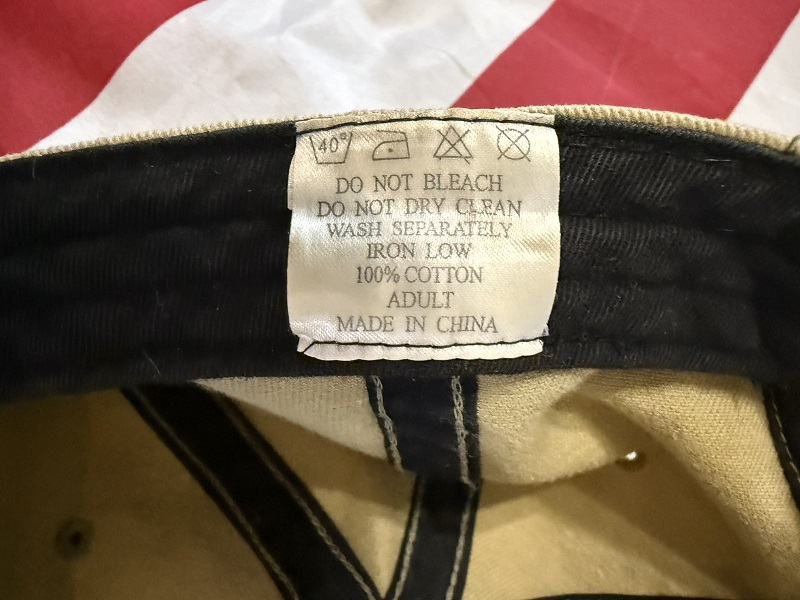 40°
DO NOT BLEACH
DO NOT DRY CLEAN
WASH SEPARATELY
IRON LOW
100% COTTON
ADULT
MADE IN CHINA